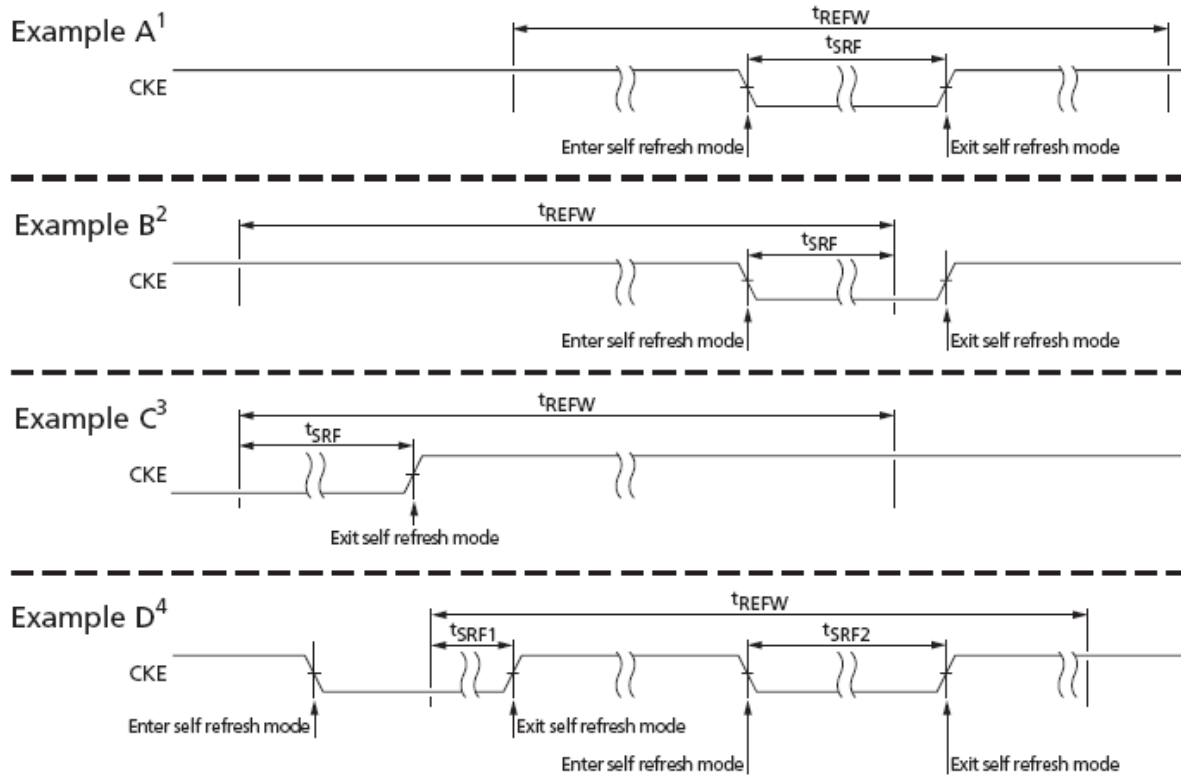 Example A¹
tREFW
tSRF
CKE
Enter self refresh mode
Exit self refresh mode
Example B²
tREFW
tSRF
CKE
Enter self refresh mode
Exit self refresh mode
Example C³
tREFW
tSRF
CKE
Exit self refresh mode
Example D⁴
tREFW
tSRF1
tSRF2
CKE
Enter self refresh mode
Exit self refresh mode
Enter self refresh mode
Exit self refresh mode